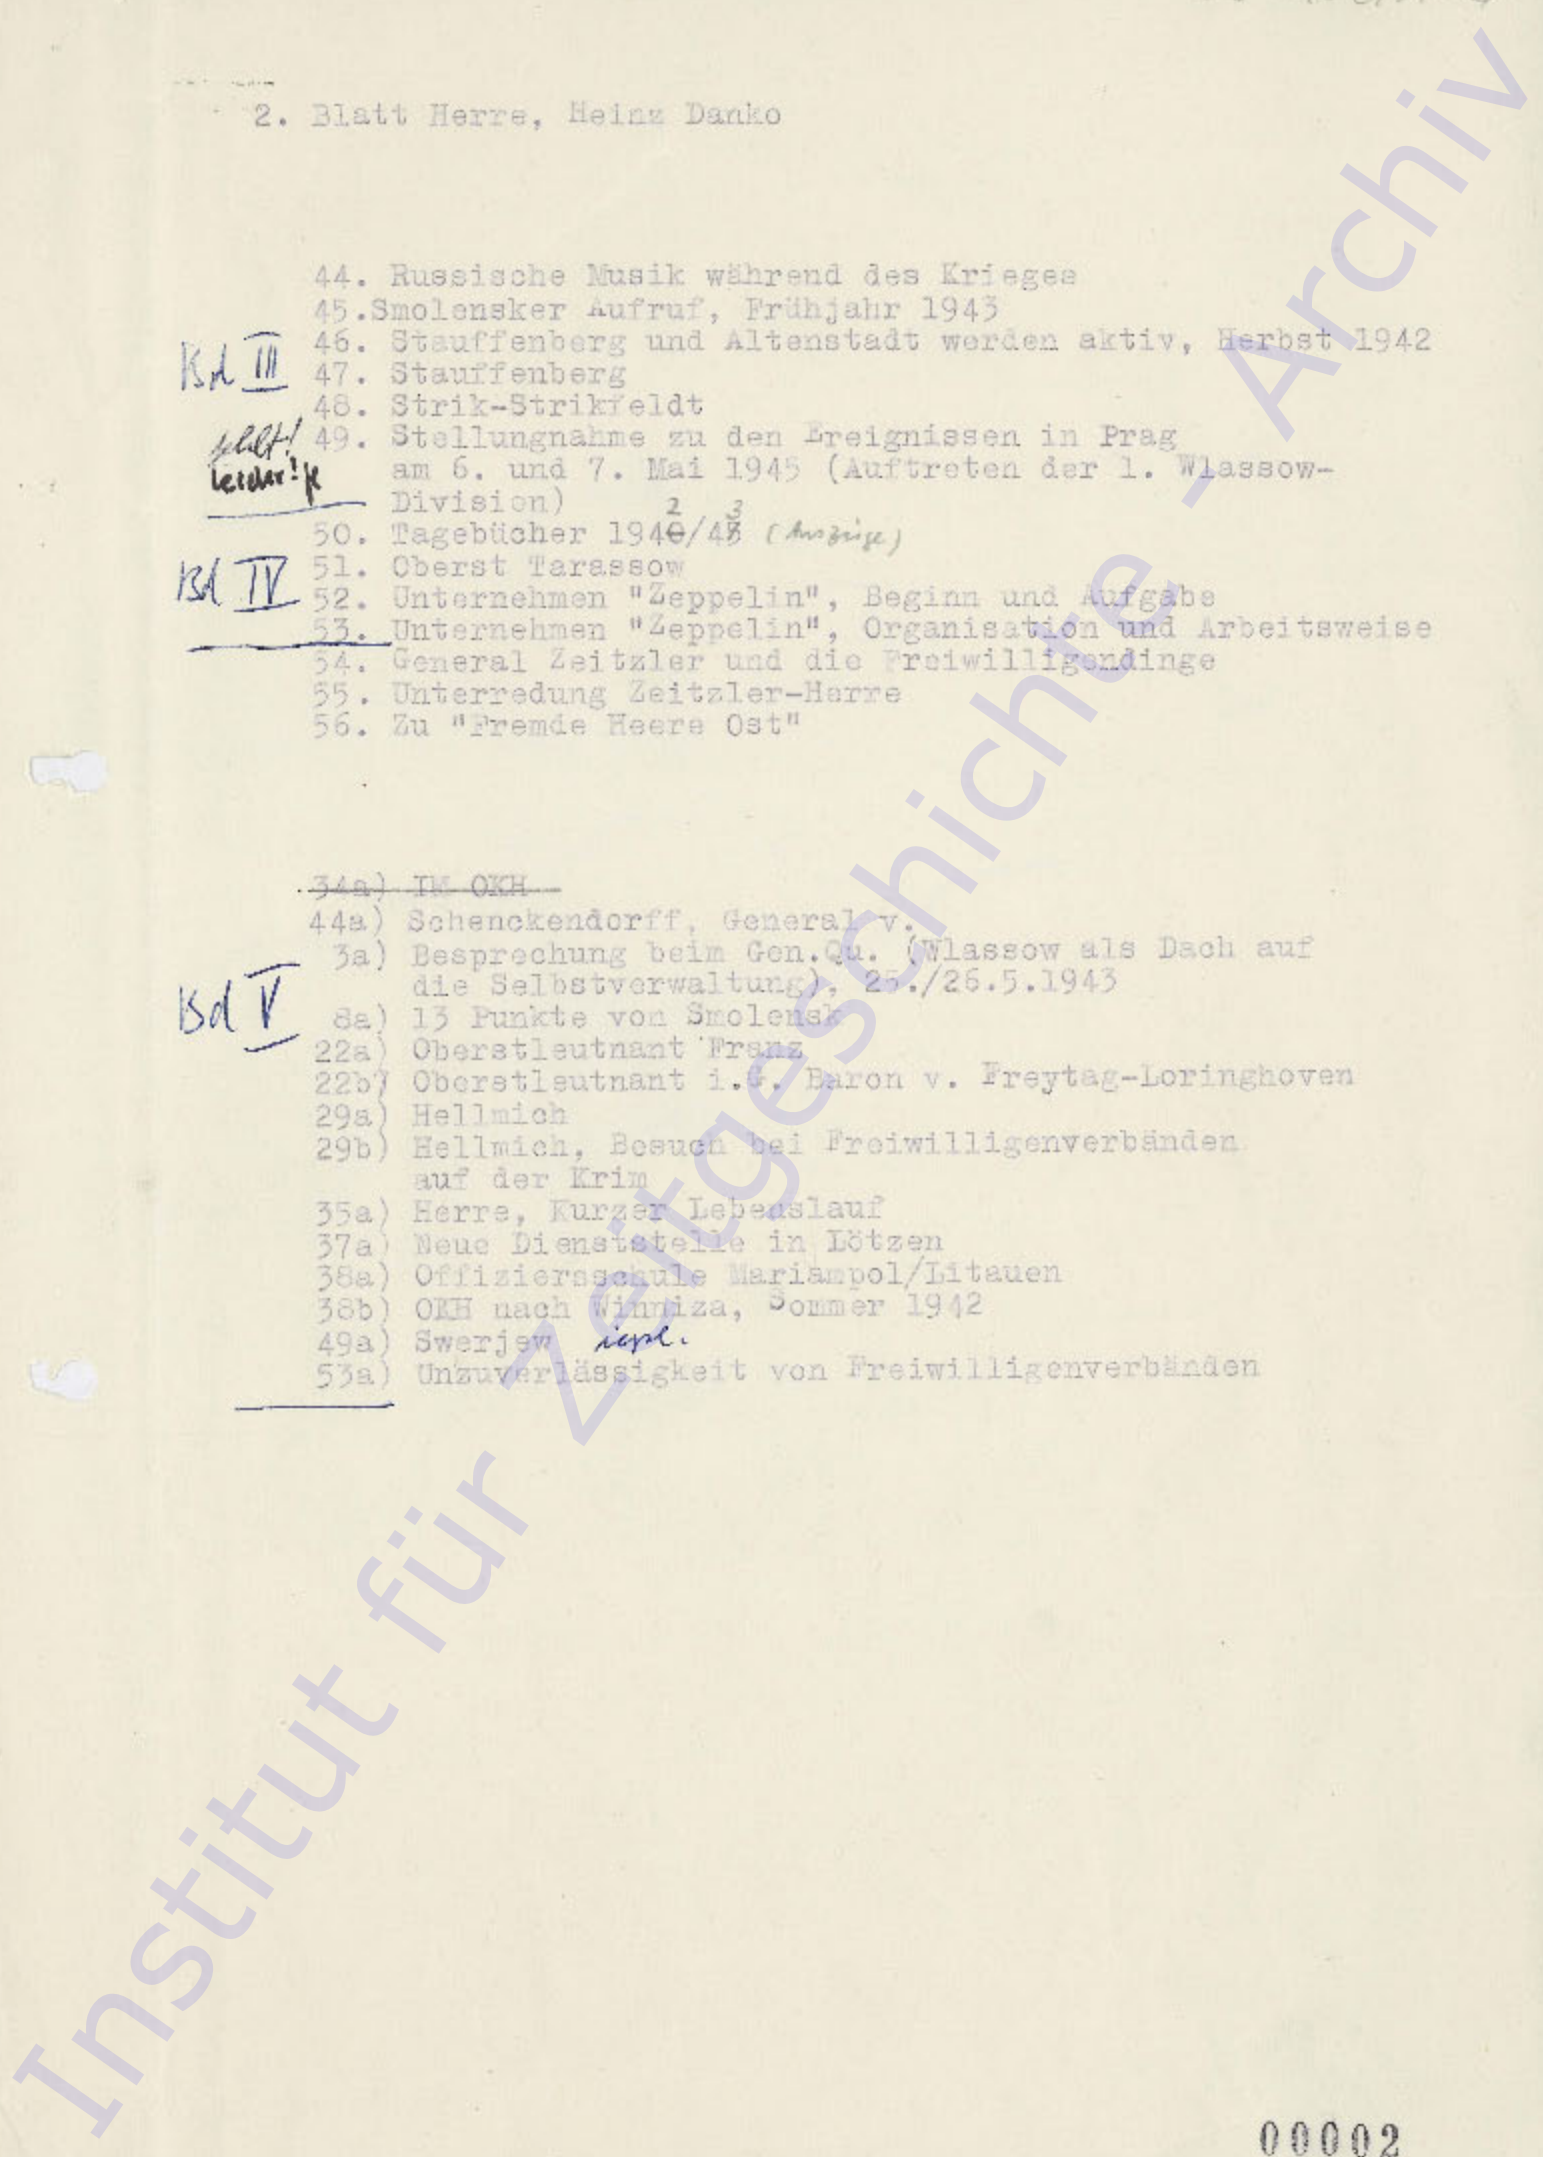 2. Blatt Herre, Heinz Danko
44. Russische Musik während des Krieges
45.Smolensker Aufruf, Frühjahr 1943
46. Stauffenberg und Altenstadt werden aktiv, Herbst 1942
Bd III
47. Stauffenberg
48. Strik-Strikfeldt
fehlt!
49. Stellungnahme zu den Ereignissen in Prag
leider!
am 6. und 7. Mai 1945 (Auftreten der 1. Wlassow-
Division)
2 3
50. Tagebücher 1940/43 (Auszüge)
51. Oberst Tarassow
Bd IV
52. Unternehmen "Zeppelin", Beginn und Aufgabe
53. Unternehmen "Zeppelin", Organisation und Arbeitsweise
54. General Zeitzler und die Freiwilligendinge
55. Unterredung Zeitzler-Herre
56. Zu "Fremde Heere Ost"
34a) IM OKH
44a) Schenckendorff, General v.
3a) Besprechung beim Gen.Qu. (Wlassow als Dach auf
die Selbstverwaltung), 25./26.5.1943
Bd V
8a) 13 Punkte von Smolensk
22a) Oberstleutnant Franz
22b) Oberstleutnant i.G. Baron v. Freytag-Loringhoven
29a) Hellmich
29b) Hellmich, Besuch bei Freiwilligenverbänden
auf der Krim
35a) Herre, Kurzer Lebenslauf
37a) Neue Dienststelle in Lötzen
38a) Offiziersschule Mariampol/Litauen
38b) OKH nach Winniza, Sommer 1942
49a) Swerjew
53a) Unzuverlässigkeit von Freiwilligenverbänden
Institut für Zeitgeschichte - Archiv
00002